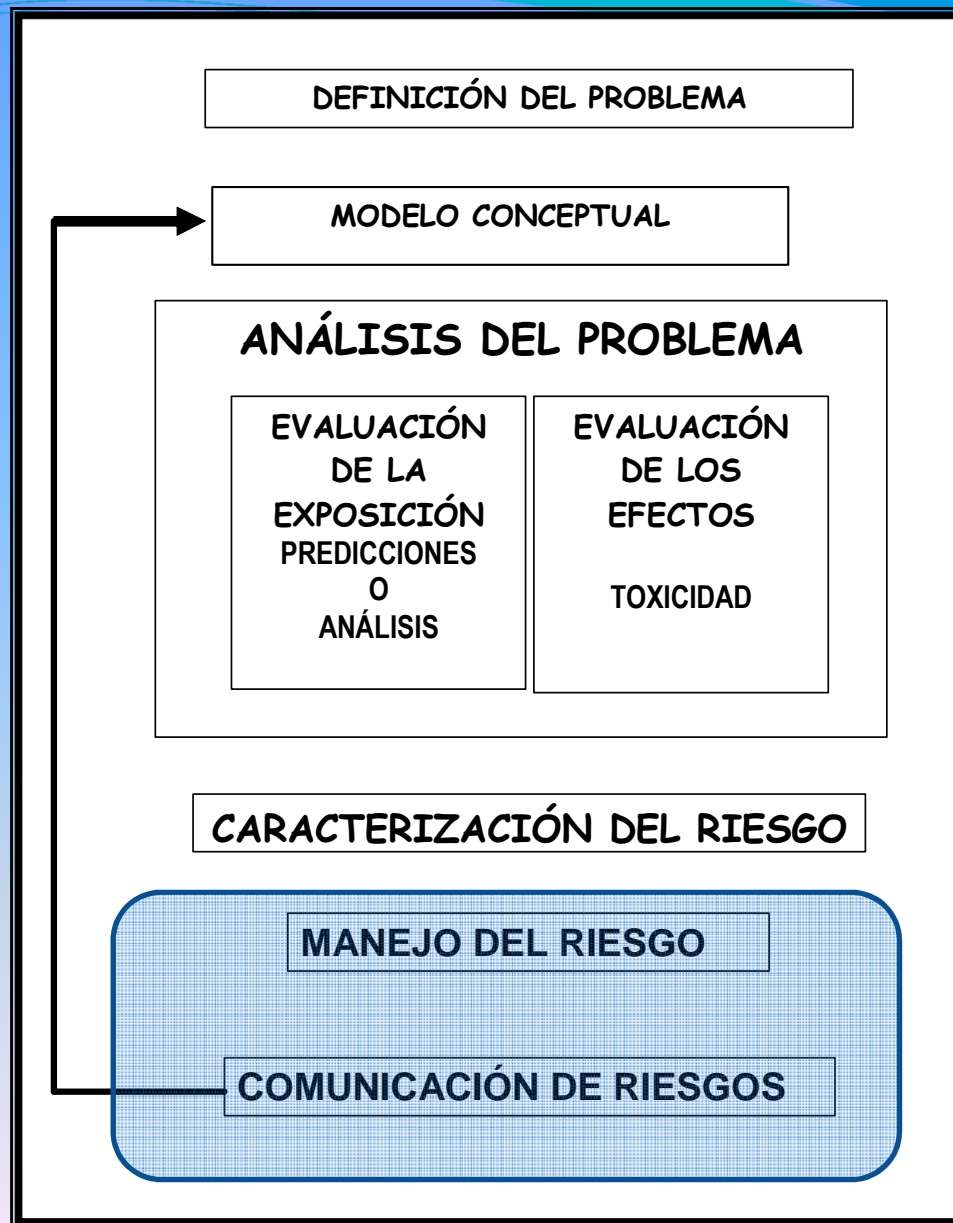 DEFINICIÓN DEL PROBLEMA
MODELO CONCEPTUAL
ANÁLISIS DEL PROBLEMA
EVALUACIÓN
DE LA
EXPOSICIÓN
PREDICCIONES
O
ANÁLISIS
EVALUACIÓN
DE LOS
EFECTOS
TOXICIDAD
CARACTERIZACIÓN DEL RIESGO
MANEJO DEL RIESGO
COMUNICACIÓN DE RIESGOS